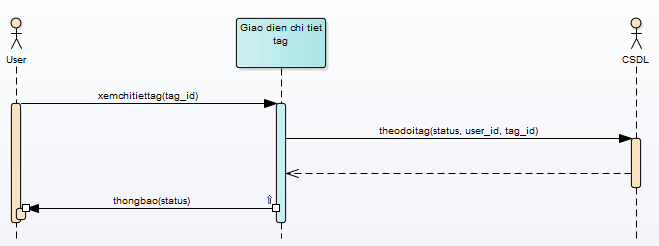 Giao dien chi tiet
tag
User
CSDL
xemchitiettag(tag_id)
theodoitag(status, user_id, tag_id)
thongbao(status)